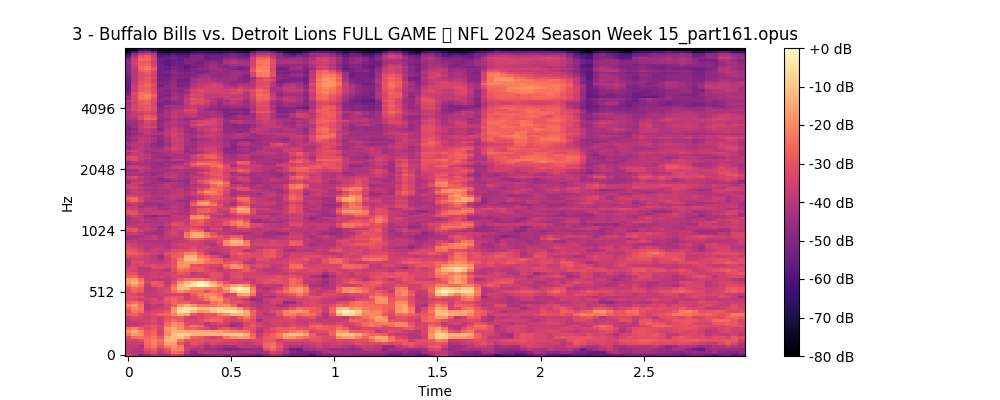 3 - Buffalo Bills vs. Detroit Lions FULL GAME ▯ NFL 2024 Season Week 15_part161.opus
+0 dB
-10 dB
-20 dB
-30 dB
-40 dB
-50 dB
-60 dB
-70 dB
-80 dB
4096
2048
1024
512
0
Hz
0 0.5 1 1.5 2 2.5
Time